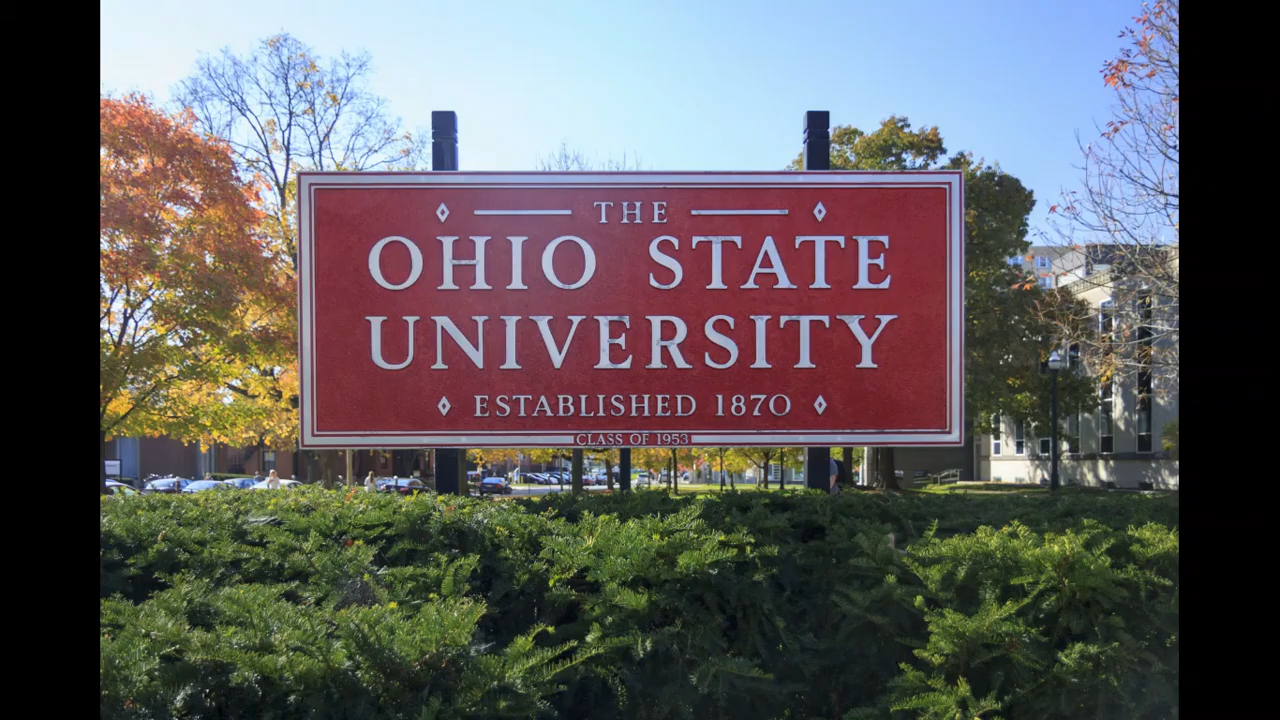 THE
OHIO STATE
UNIVERSITY
ESTABLISHED 1870
CLASS OF 1953